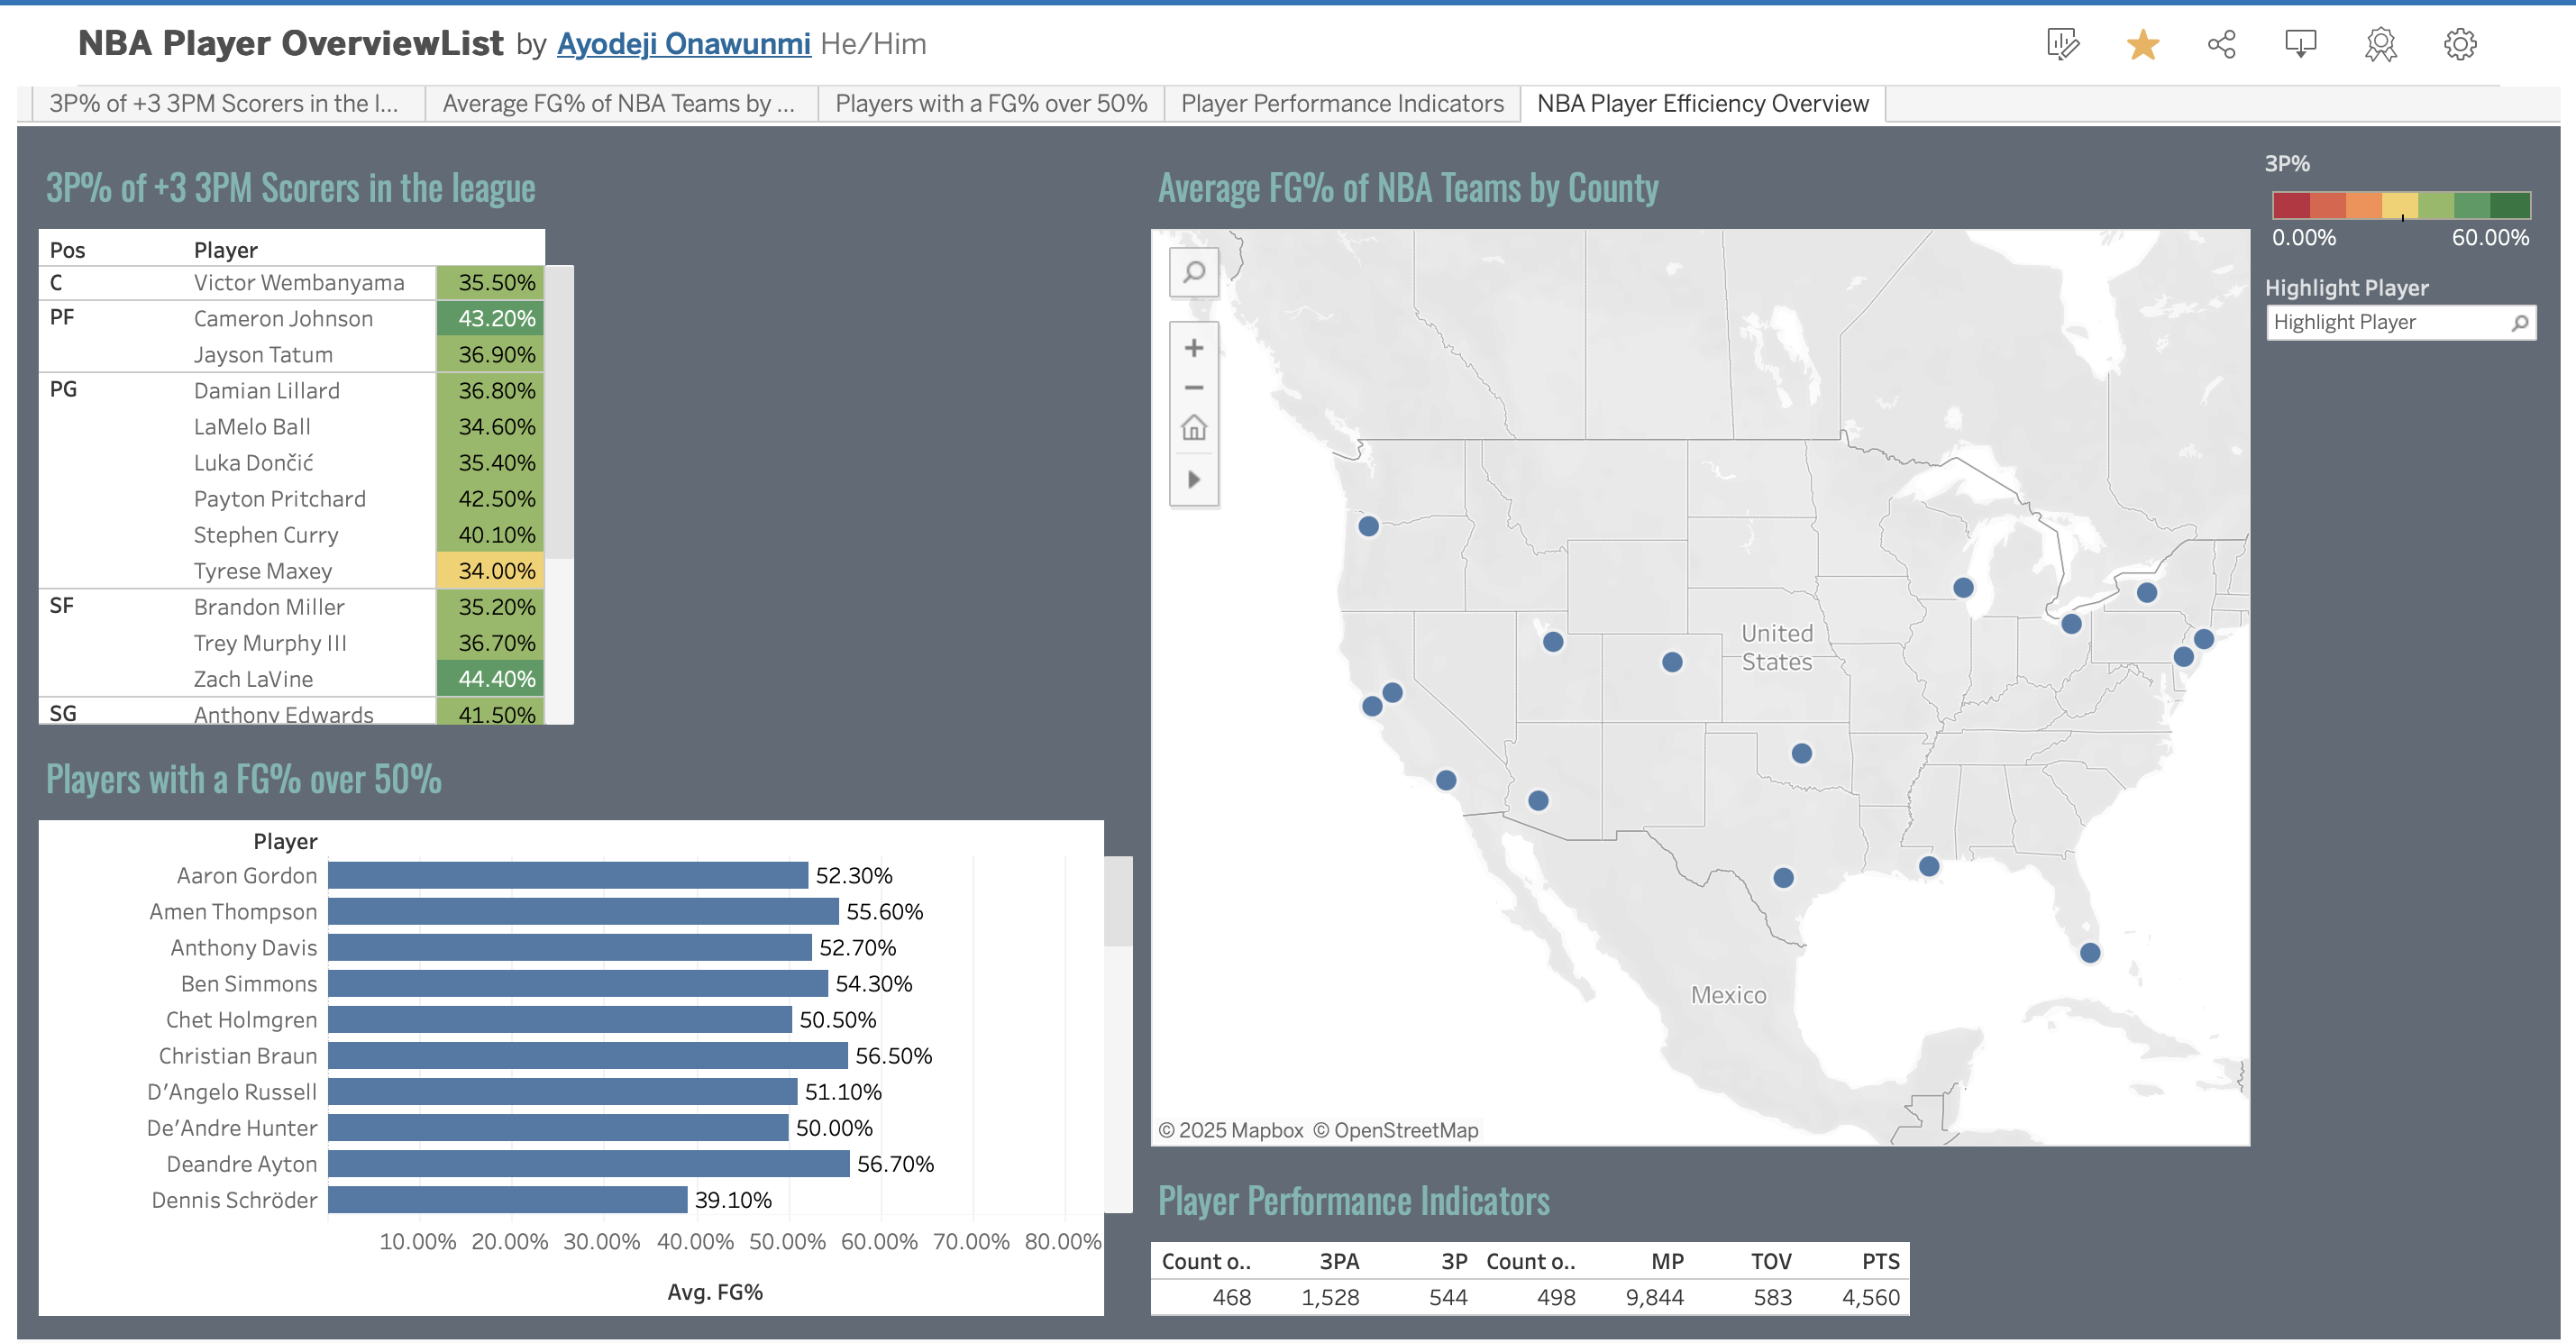 NBA Player OverviewList by Ayodeji Onawunmi He/Him
3P% of +3 3PM Scorers in the l...
Average FG% of NBA Teams by ...
Players with a FG% over 50%
Player Performance Indicators
NBA Player Efficiency Overview
3P% of +3 3PM Scorers in the league
Pos Player
C Victor Wembanyama 35.50%
PF Cameron Johnson 43.20%
Jayson Tatum 36.90%
PG Damian Lillard 36.80%
LaMelo Ball 34.60%
Luka Dončić 35.40%
Payton Pritchard 42.50%
Stephen Curry 40.10%
Tyrese Maxey 34.00%
SF Brandon Miller 35.20%
Trey Murphy III 36.70%
Zach LaVine 44.40%
SG Anthony Edwards 41.50%
Players with a FG% over 50%
Player
Aaron Gordon 52.30%
Amen Thompson 55.60%
Anthony Davis 52.70%
Ben Simmons 54.30%
Chet Holmgren 50.50%
Christian Braun 56.50%
D'Angelo Russell 51.10%
De'Andre Hunter 50.00%
Deandre Ayton 56.70%
Dennis Schröder 39.10%
10.00% 20.00% 30.00% 40.00% 50.00% 60.00% 70.00% 80.00%
Avg. FG%
Average FG% of NBA Teams by County
United
States
Mexico
© 2025 Mapbox © OpenStreetMap
3P%
0.00% 60.00%
Highlight Player
Highlight Player
Player Performance Indicators
Count o.. 3PA 3P Count o.. MP TOV PTS
468 1,528 544 498 9,844 583 4,560